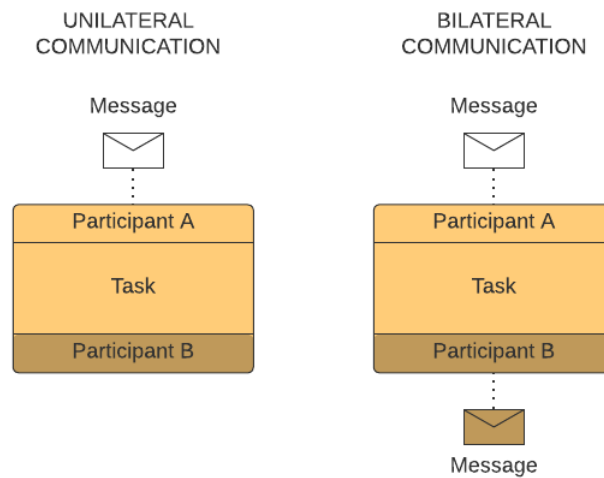 UNILATERAL
COMMUNICATION
Message
Participant A
Task
Participant B
BILATERAL
COMMUNICATION
Message
Participant A
Task
Participant B
Message